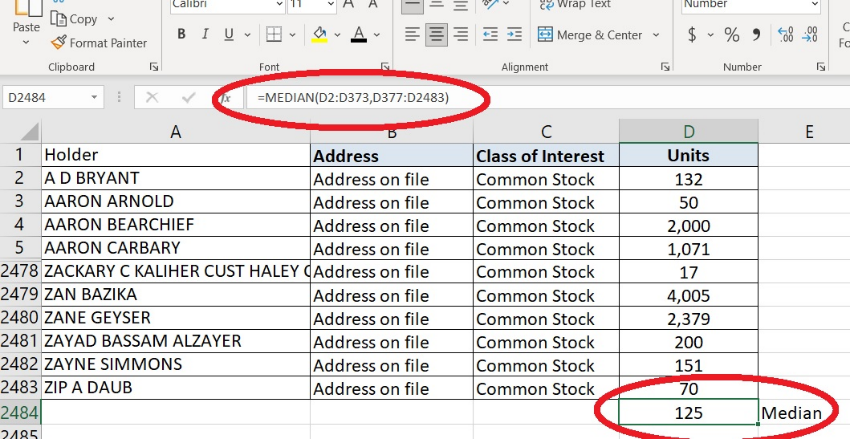 Calibri 11 A A Wrap Text Number
Paste Copy
Format Painter B I U A Merge & Center $ % 9 .00
Clipboard Font Alignment Number
D2484 fx =MEDIAN(D2:D373,D377:D2483)
A B C D E
1 Holder Address Class of Interest Units
2 A D BRYANT Address on file Common Stock 132
3 AARON ARNOLD Address on file Common Stock 50
4 AARON BEARCHIEF Address on file Common Stock 2,000
5 AARON CARBARY Address on file Common Stock 1,071
2478 ZACKARY C KALIHER CUST HALEY Address on file Common Stock 17
2479 ZAN BAZIKA Address on file Common Stock 4,005
2480 ZANE GEYSER Address on file Common Stock 2,379
2481 ZAYAD BASSAM ALZAYER Address on file Common Stock 200
2482 ZAYNE SIMMONS Address on file Common Stock 151
2483 ZIP A DAUB Address on file Common Stock 70
2484 125 Median
2485